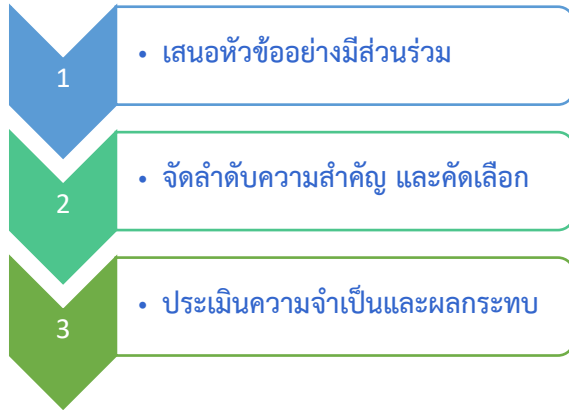 1
• เสนอหัวข้ออย่างมีส่วนร่วม
2
• จัดลำดับความสำคัญ และคัดเลือก
3
• ประเมินความจำเป็นและผลกระทบ